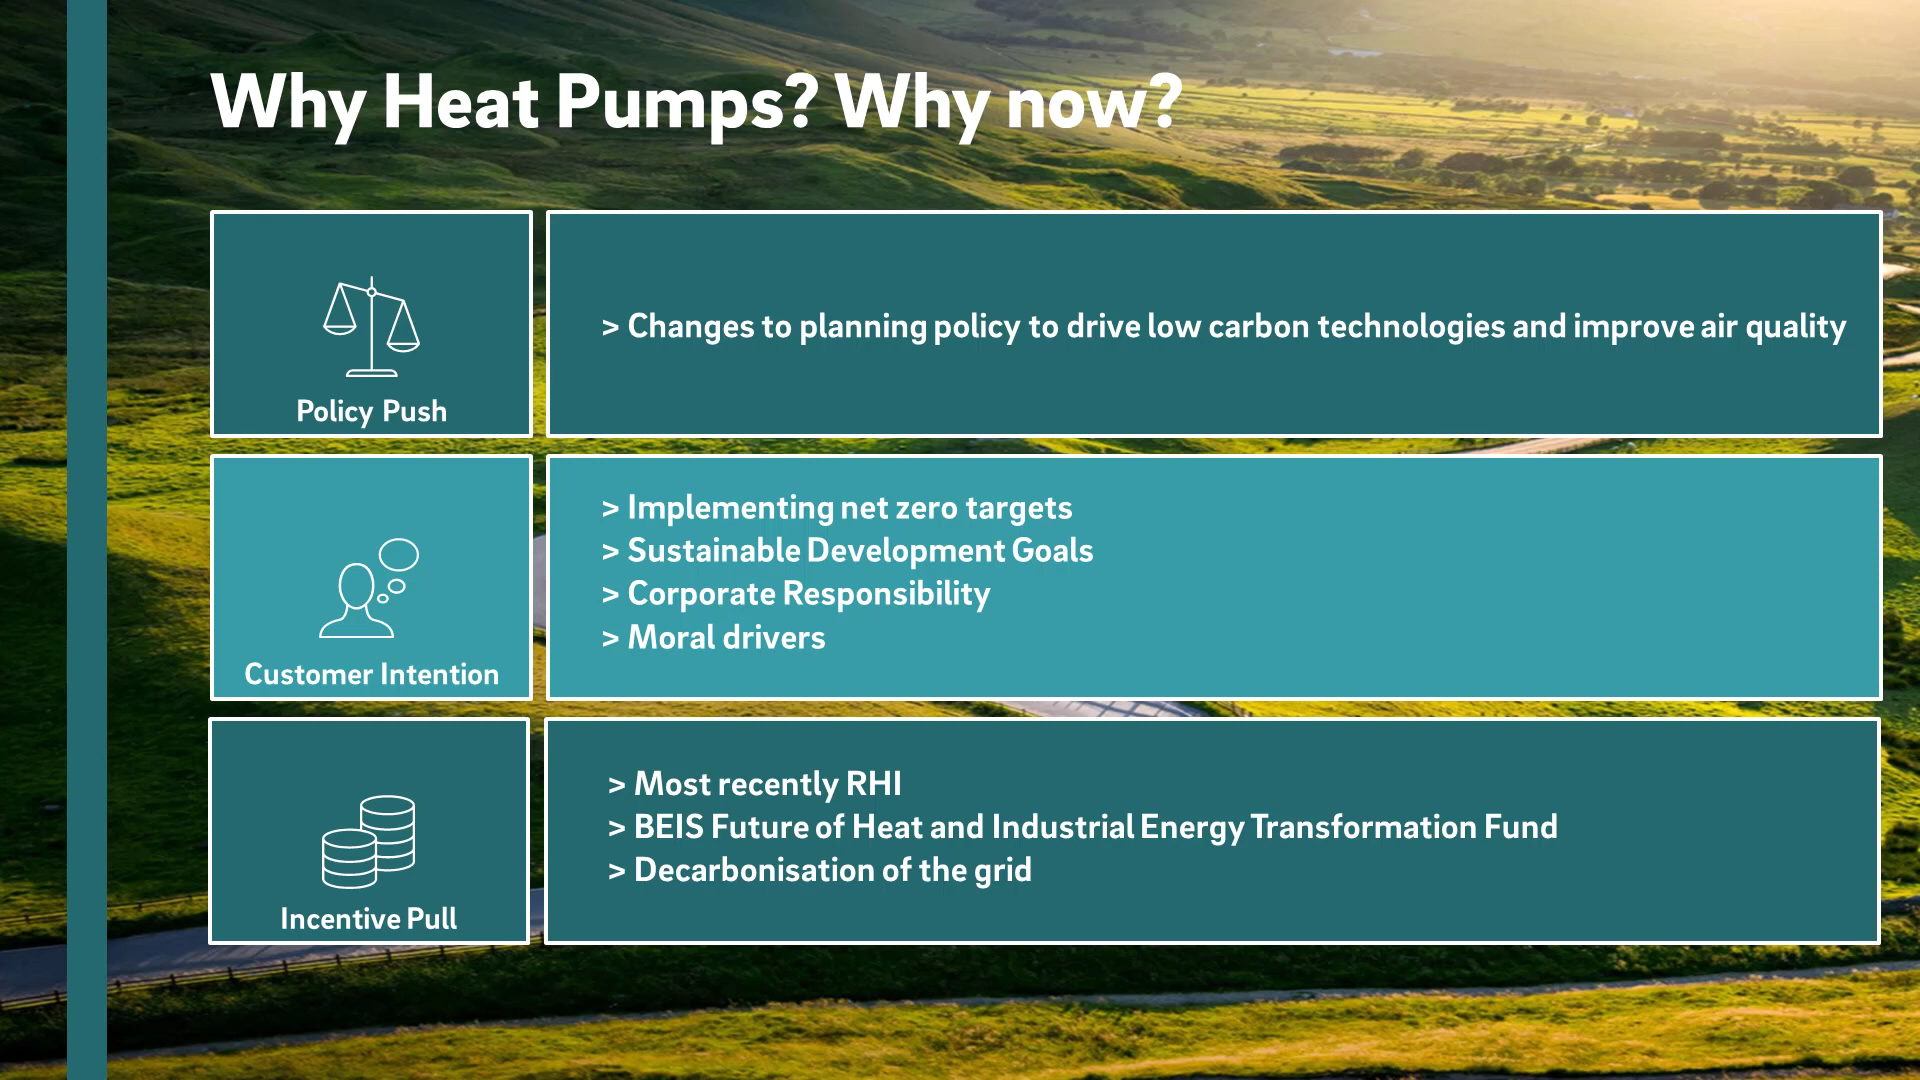 Why Heat Pumps? Why now?
Policy Push
> Changes to planning policy to drive low carbon technologies and improve air quality
Customer Intention
> Implementing net zero targets
> Sustainable Development Goals
> Corporate Responsibility
> Moral drivers
Incentive Pull
> Most recently RHI
> BEIS Future of Heat and Industrial Energy Transformation Fund
> Decarbonisation of the grid